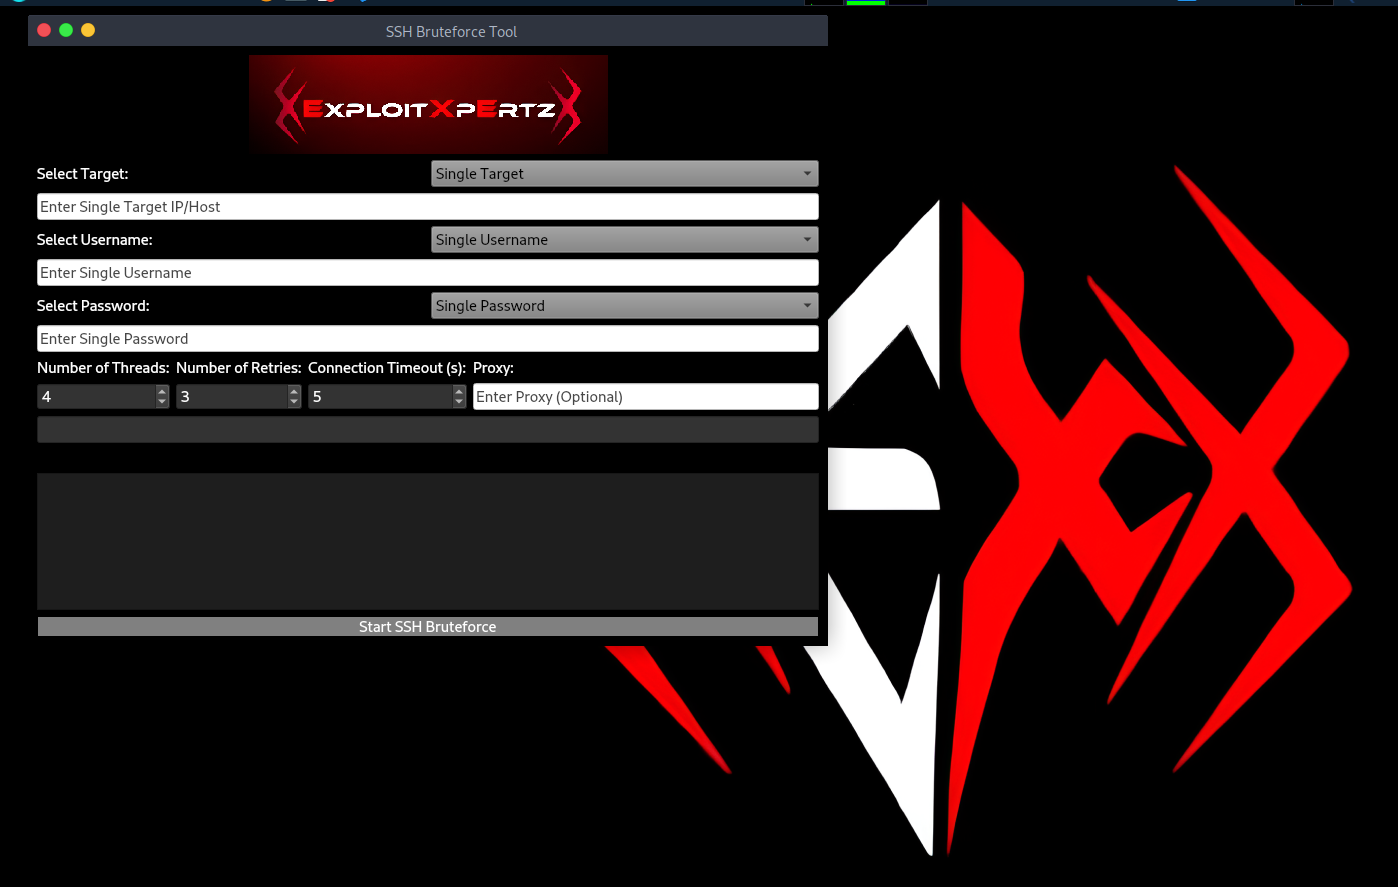 SSH Bruteforce Tool
ExploitXpErtz
Select Target: Single Target
Enter Single Target IP/Host
Select Username: Single Username
Enter Single Username
Select Password: Single Password
Enter Single Password
Number of Threads: Number of Retries: Connection Timeout (s): Proxy:
4 3 5 Enter Proxy (Optional)
Start SSH Bruteforce